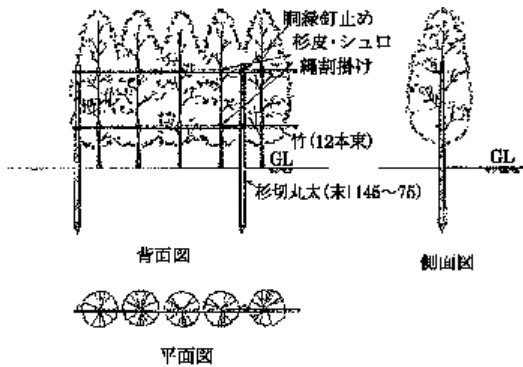 胴縁釘止め
杉皮・シュロ
縄割掛け
竹(12本束)
GL
GL
杉切丸太(末口45〜75)
背面図
側面図
平面図